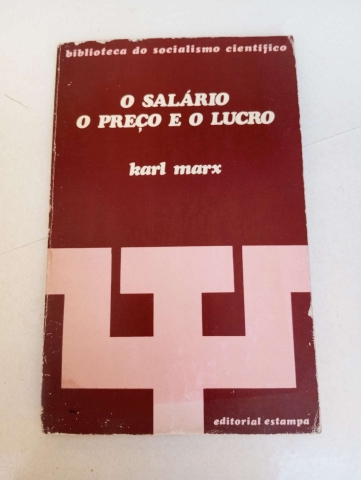 biblioteca do socialismo científico
O SALÁRIO
O PREÇO E O LUCRO
karl marx
editorial estampa